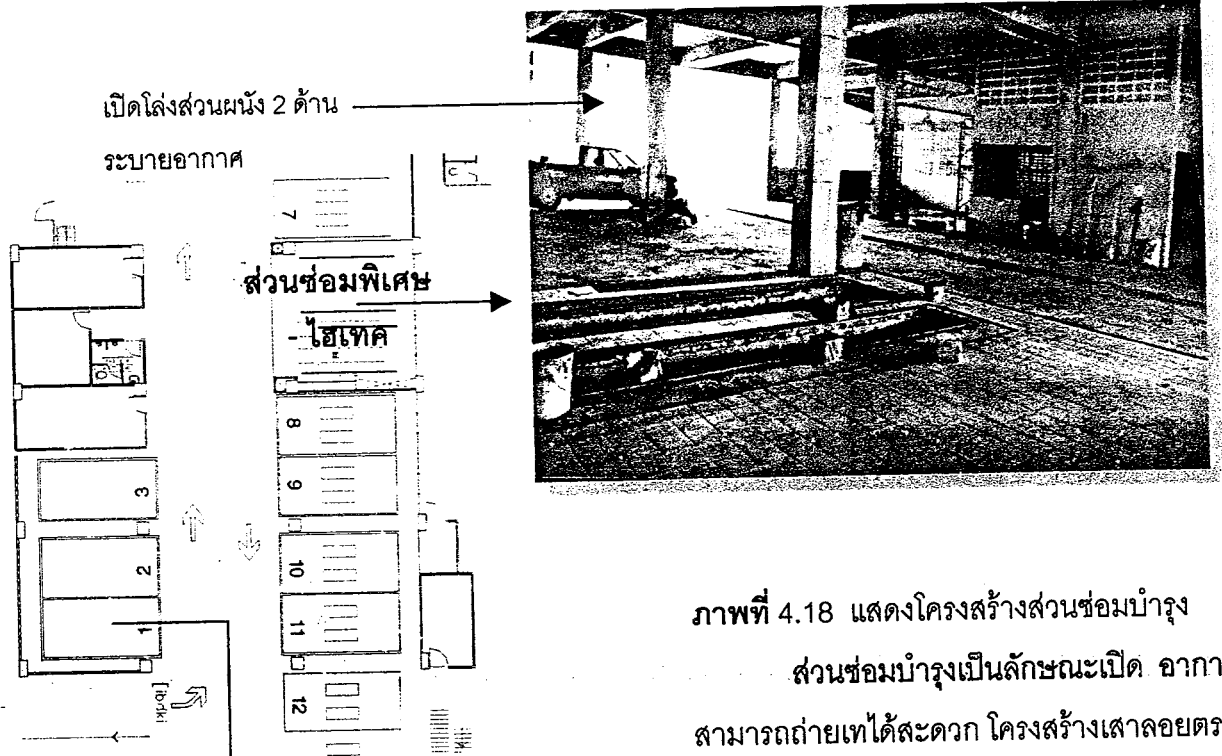 เปิดโล่งส่วนผนัง 2 ด้าน
ระบายอากาศ
7
ส่วนซ่อมพิเศษ
- ไฮเทค
8
9
3
2
10
1
11
12
ภาพที่ 4.18 แสดงโครงสร้างส่วนซ่อมบำรุง
ส่วนซ่อมบำรุงเป็นลักษณะเปิด อากา
สามารถถ่ายเทได้สะดวก โครงสร้างเสาลอยตร